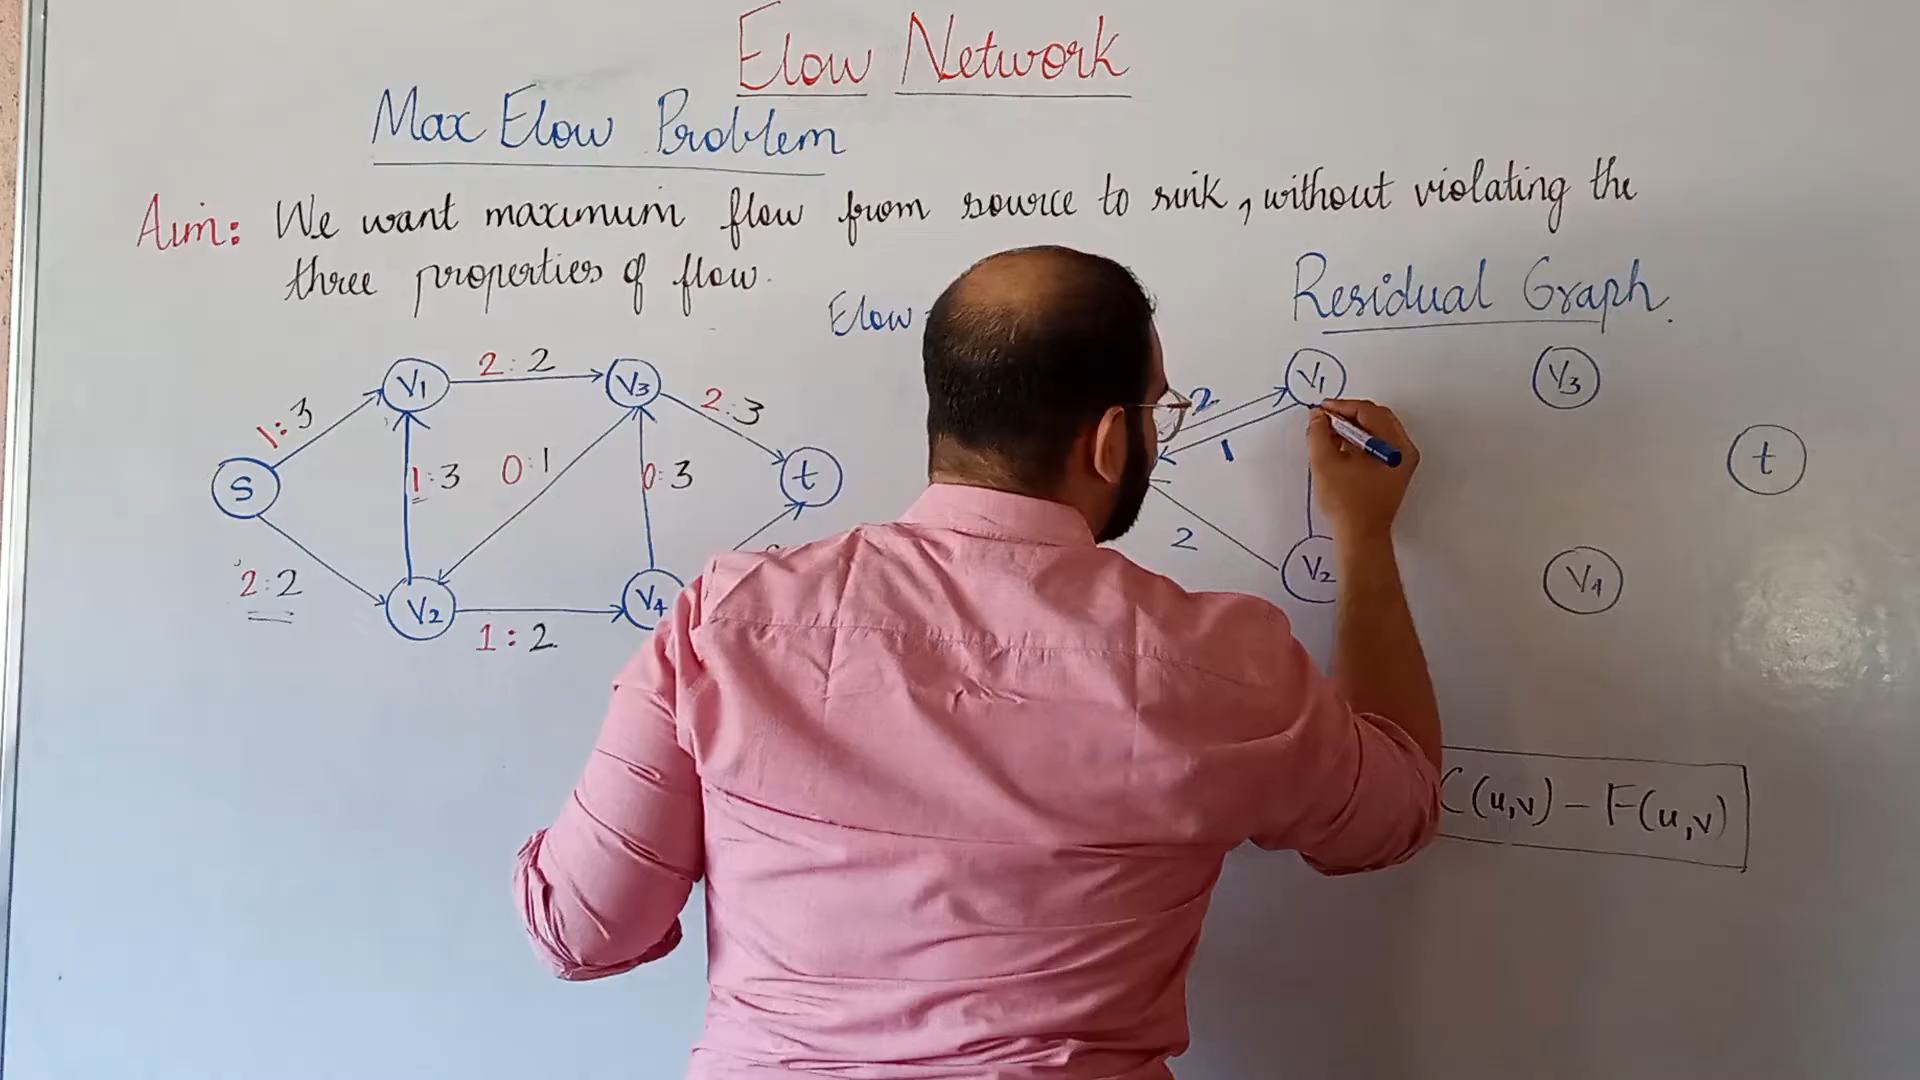 Flow Network
Max Flow Problem
Aim: We want maximum flow from source to sink, without violating the
three properties of flow.
Flow
Residual Graph.
V1 2:2 V3
1:3
2:3
S
1:3 0:1 0:3
t
2:2
V2 1:2 V4
2
V1
V3
1
t
2
V2
V4
C(u,v) - F(u,v)